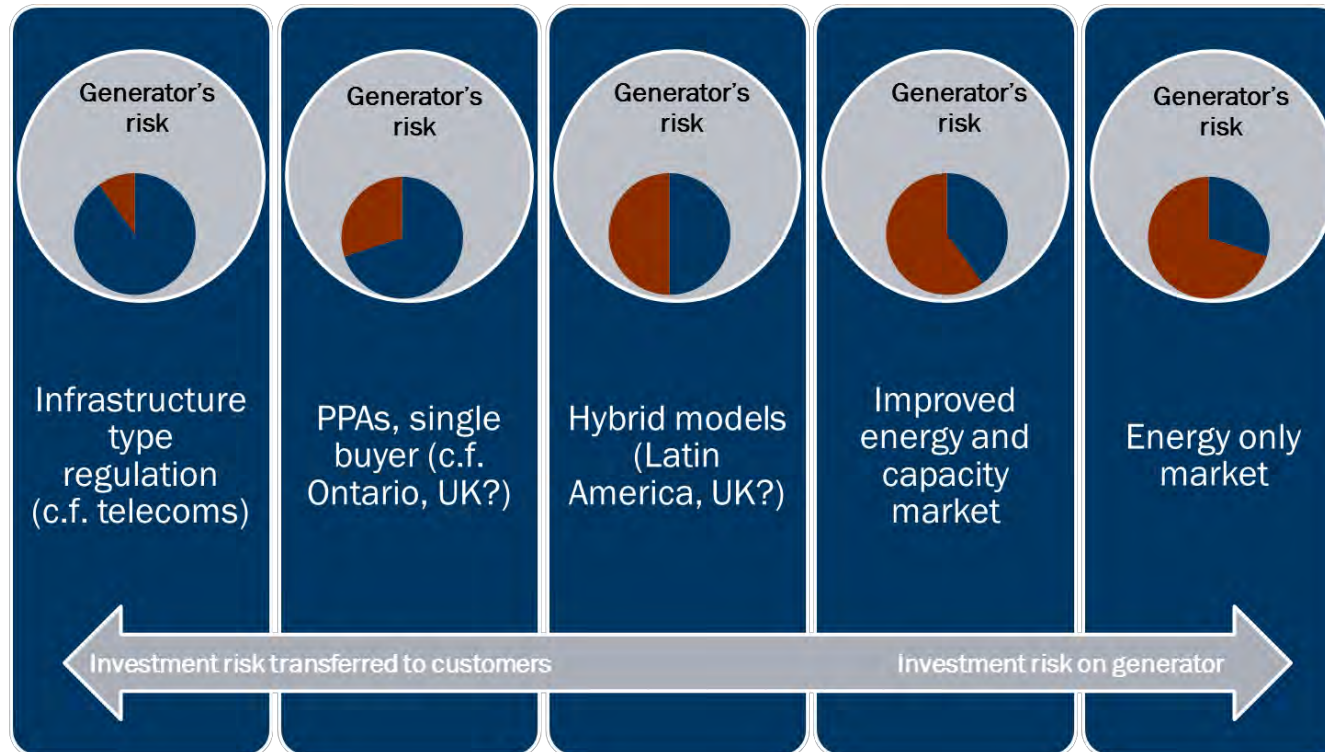 Generator's
risk
Generator's
risk
Generator's
risk
Generator's
risk
Generator's
risk
Infrastructure
type
regulation
(c.f. telecoms)
PPAs, single
buyer (c.f.
Ontario, UK?)
Hybrid models
(Latin
America, UK?)
Improved
energy and
capacity
market
Energy only
market
Investment risk transferred to customers
Investment risk on generator